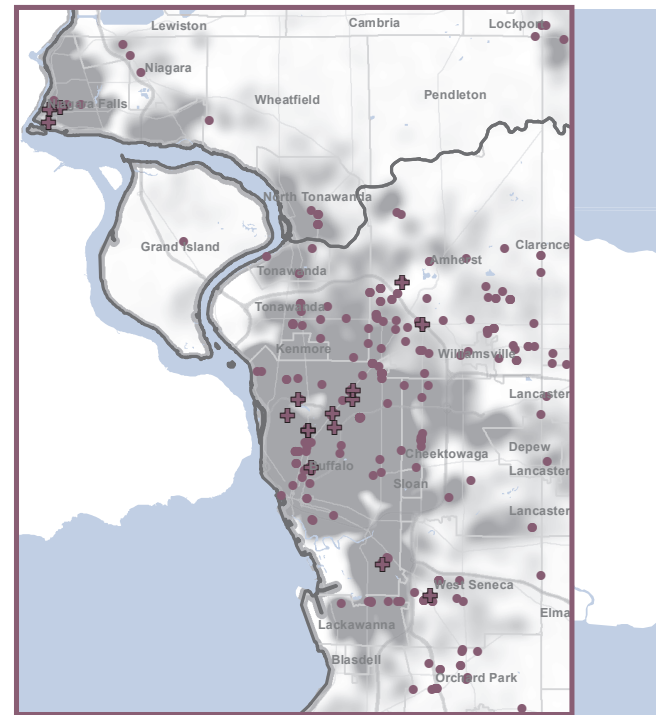 Lewiston
Cambria
Lockport
Niagara
Wheatfield
Pendleton
Niagara Falls
North Tonawanda
Grand Island
Clarence
Amherst
Tonawanda
Tonawanda
Kenmore
Williamsville
Lancaster
Depew
Cheektowaga
Buffalo
Lancaster
Sloan
Lancaster
West Seneca
Elma
Lackawanna
Blasdell
Orchard Park